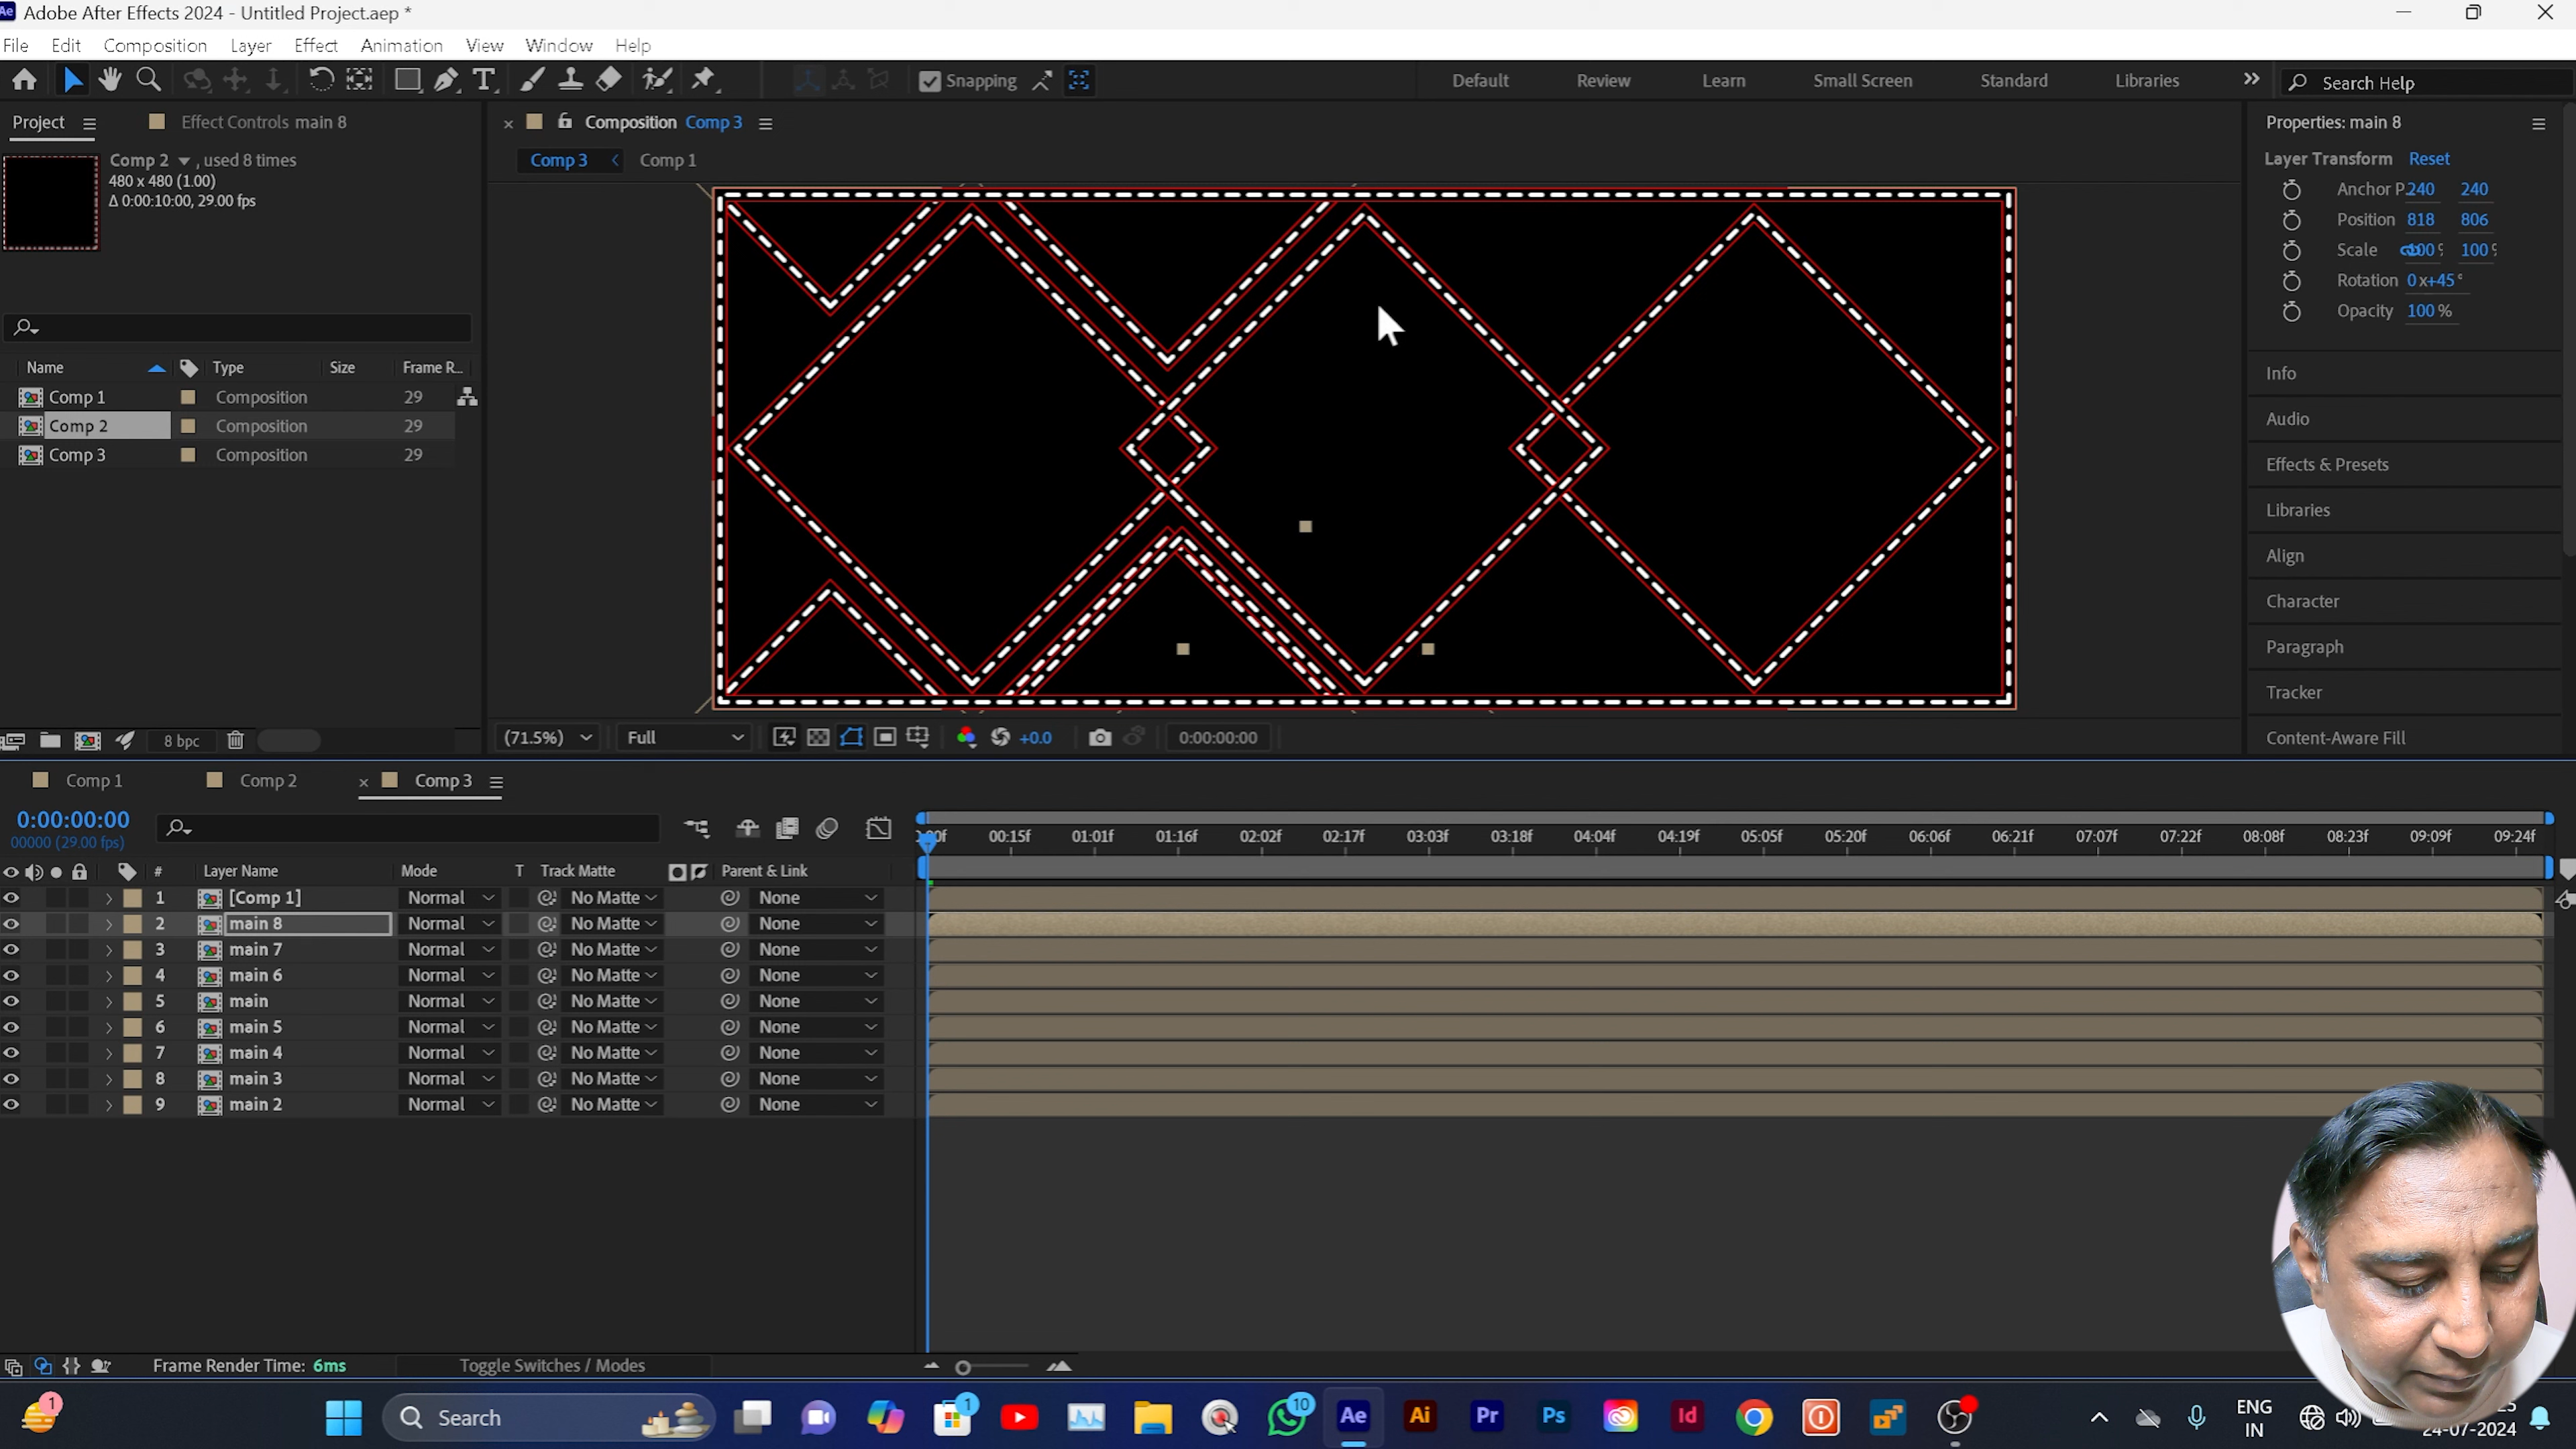 Ae Adobe After Effects 2024 - Untitled Project.aep *
File Edit Composition Layer Effect Animation View Window Help
Snapping Default Review Learn Small Screen Standard Libraries Search Help
Project Effect Controls main 8
Comp 2 , used 8 times
480 x 480 (1.00)
Δ 0:00:10:00, 29.00 fps
Name Type Size Frame R...
Comp 1 Composition 29
Comp 2 Composition 29
Comp 3 Composition 29
8 bpc
Composition Comp 3
Comp 3 Comp 1
(71.5%) Full +0.0 0:00:00:00
Properties: main 8
Layer Transform Reset
Anchor P.. 240 240
Position 818 806
Scale 100 % 100 %
Rotation 0x+45°
Opacity 100 %
Info
Audio
Effects & Presets
Libraries
Align
Character
Paragraph
Tracker
Content-Aware Fill
Comp 1 Comp 2 Comp 3
0:00:00:00
00000 (29.00 fps)
00:15f 01:01f 01:16f 02:02f 02:17f 03:03f 03:18f 04:04f 04:19f 05:05f 05:20f 06:06f 06:21f 07:07f 07:22f 08:08f 08:23f 09:09f 09:24f
# Layer Name Mode T Track Matte Parent & Link
1 [Comp 1] Normal No Matte None
2 main 8 Normal No Matte None
3 main 7 Normal No Matte None
4 main 6 Normal No Matte None
5 main Normal No Matte None
6 main 5 Normal No Matte None
7 main 4 Normal No Matte None
8 main 3 Normal No Matte None
9 main 2 Normal No Matte None
Frame Render Time: 6ms Toggle Switches / Modes
1 Search 1 10 Ae Ai Pr Ps Id
ENG
IN
24-07-2024